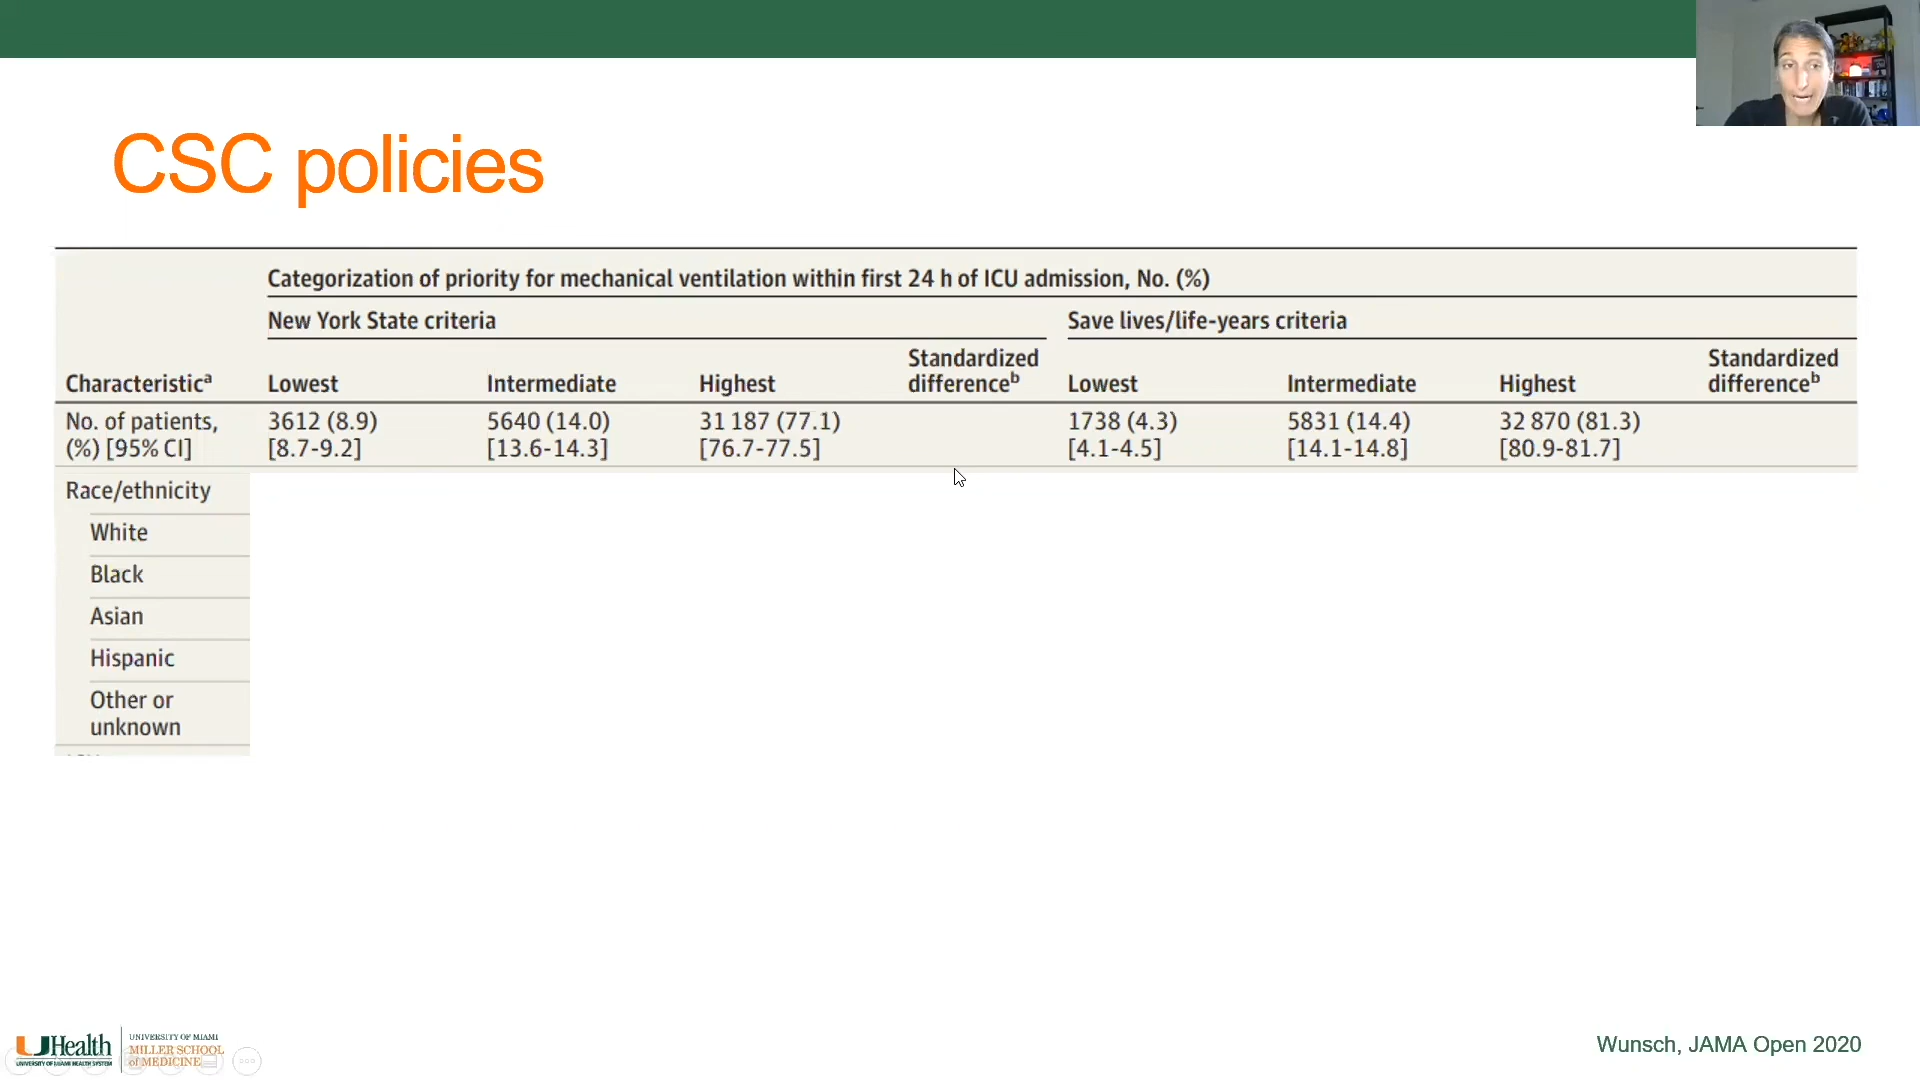 CSC policies
Categorization of priority for mechanical ventilation within first 24 h of ICU admission, No. (%)
New York State criteria
Save lives/life-years criteria
Characteristicᵃ
Lowest
Intermediate
Highest
Standardized
differenceᵇ
Lowest
Intermediate
Highest
Standardized
differenceᵇ
No. of patients,
(%) [95% CI]
3612 (8.9)
[8.7-9.2]
5640 (14.0)
[13.6-14.3]
31 187 (77.1)
[76.7-77.5]
1738 (4.3)
[4.1-4.5]
5831 (14.4)
[14.1-14.8]
32 870 (81.3)
[80.9-81.7]
Race/ethnicity
White
Black
Asian
Hispanic
Other or
unknown
UHealth
UNIVERSITY OF MIAMI HEALTH SYSTEM
UNIVERSITY OF MIAMI
MILLER SCHOOL
of MEDICINE
Wunsch, JAMA Open 2020